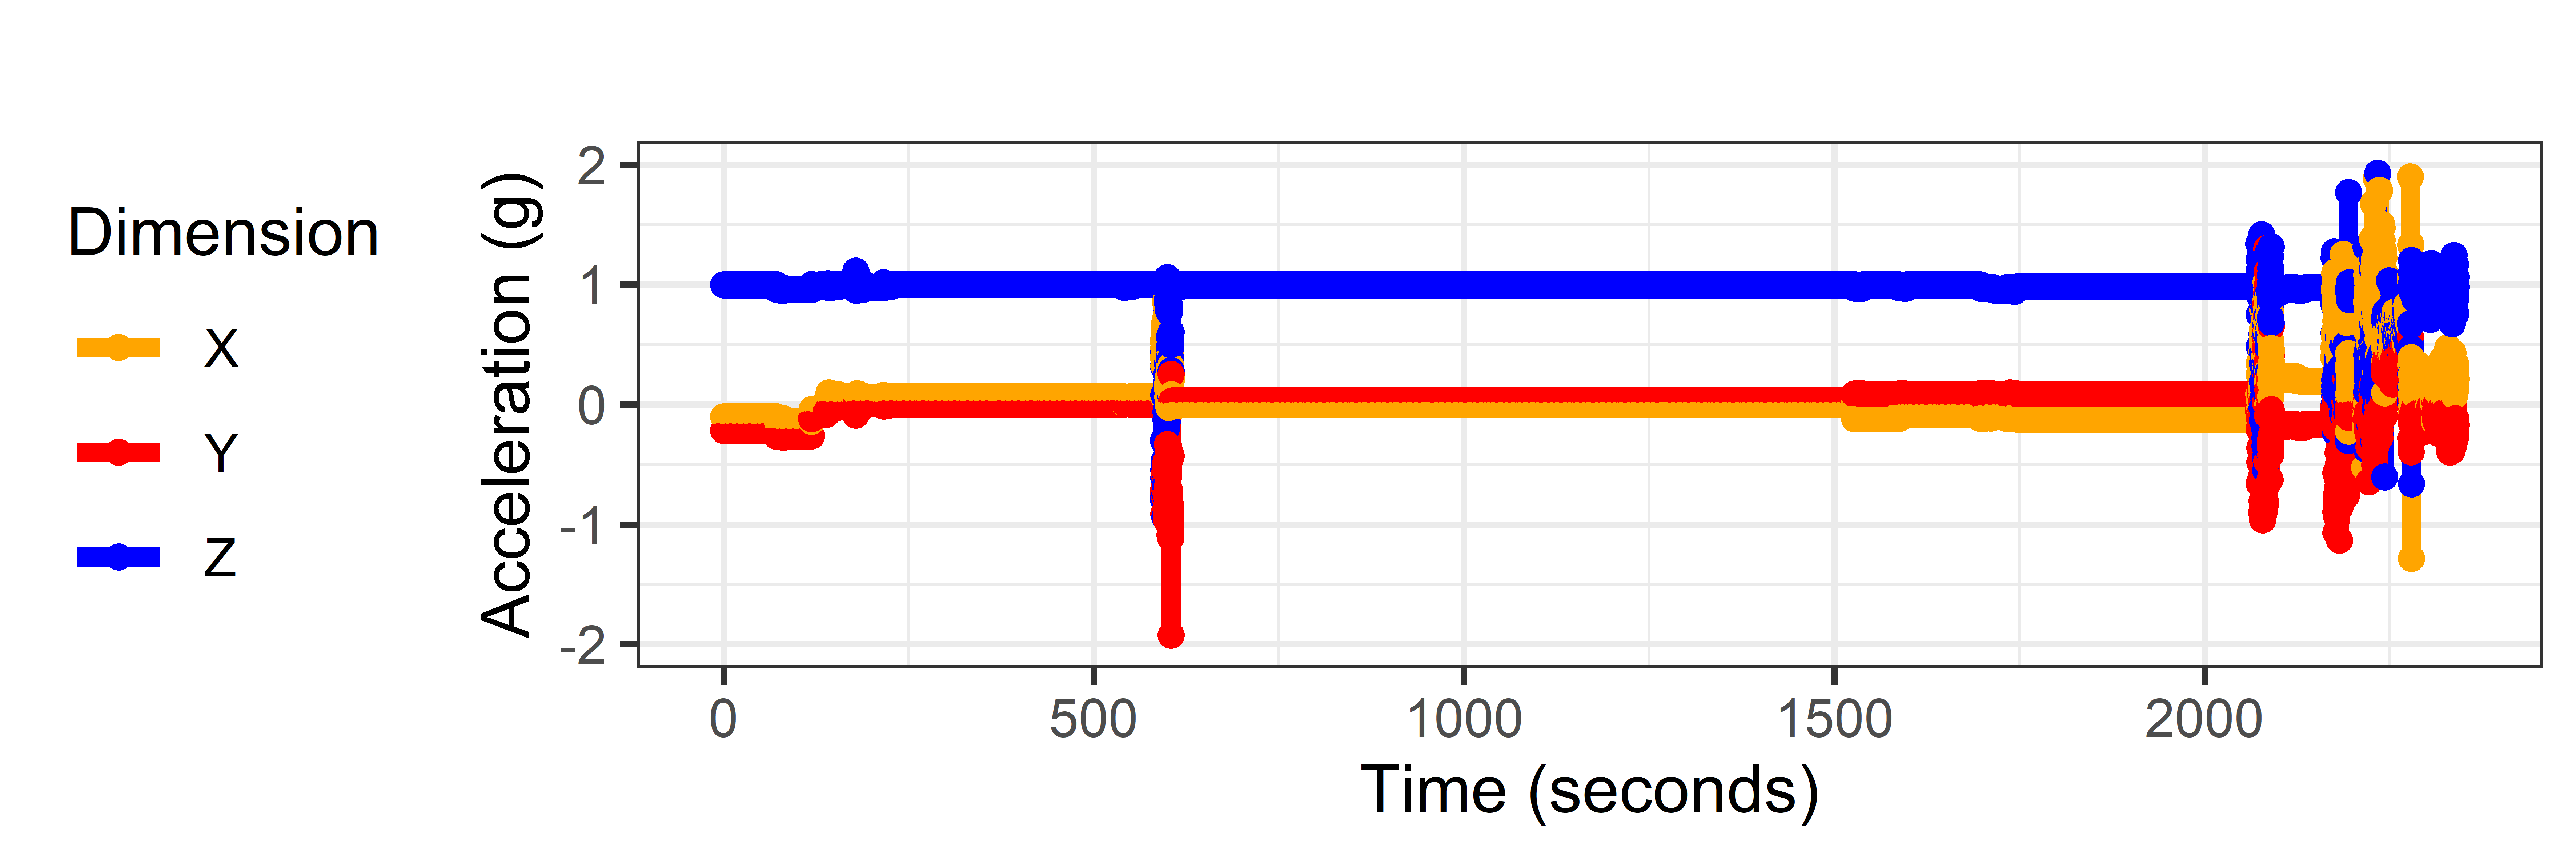 Dimension
X
Y
Z
Acceleration (g)
2
1
0
-1
-2
0 500 1000 1500 2000
Time (seconds)